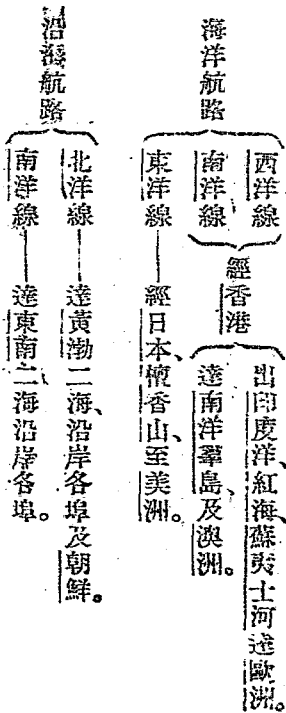 海洋航路
西洋線
南洋線
經香港
出印度洋、紅海、蘇彝士河達歐洲。
達南洋羣島、及澳洲。
東洋線——經日本、檀香山、至美洲。
沿海航路
北洋線——達黃渤二海、沿岸各埠及朝鮮。
南洋線——達東南二海沿岸各埠。